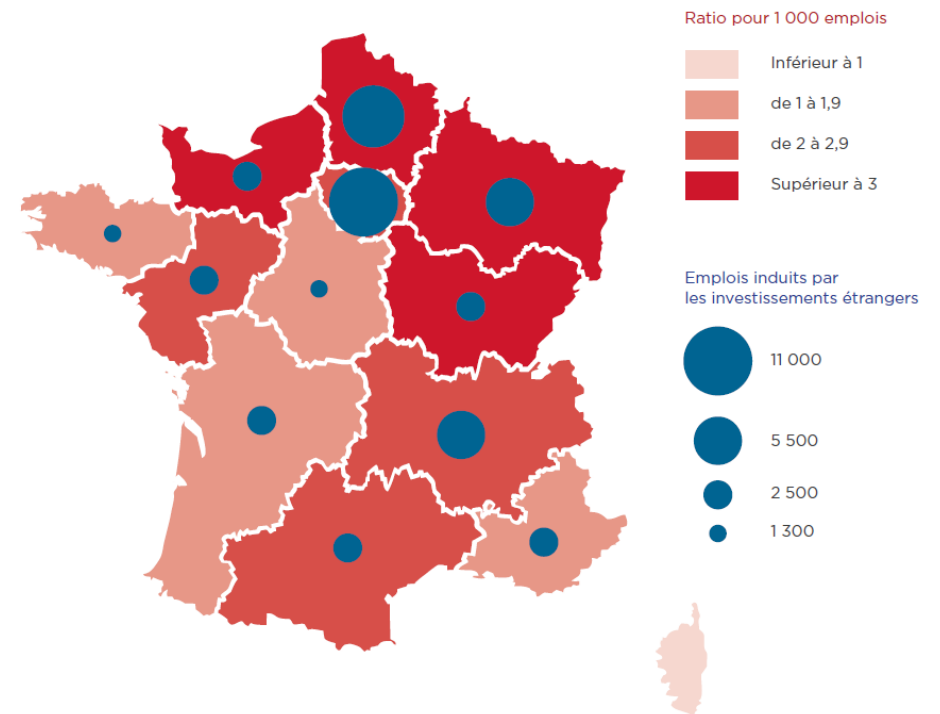 Ratio pour 1 000 emplois
Inférieur à 1
de 1 à 1,9
de 2 à 2,9
Supérieur à 3
Emplois induits par
les investissements étrangers
11 000
5 500
2 500
1 300